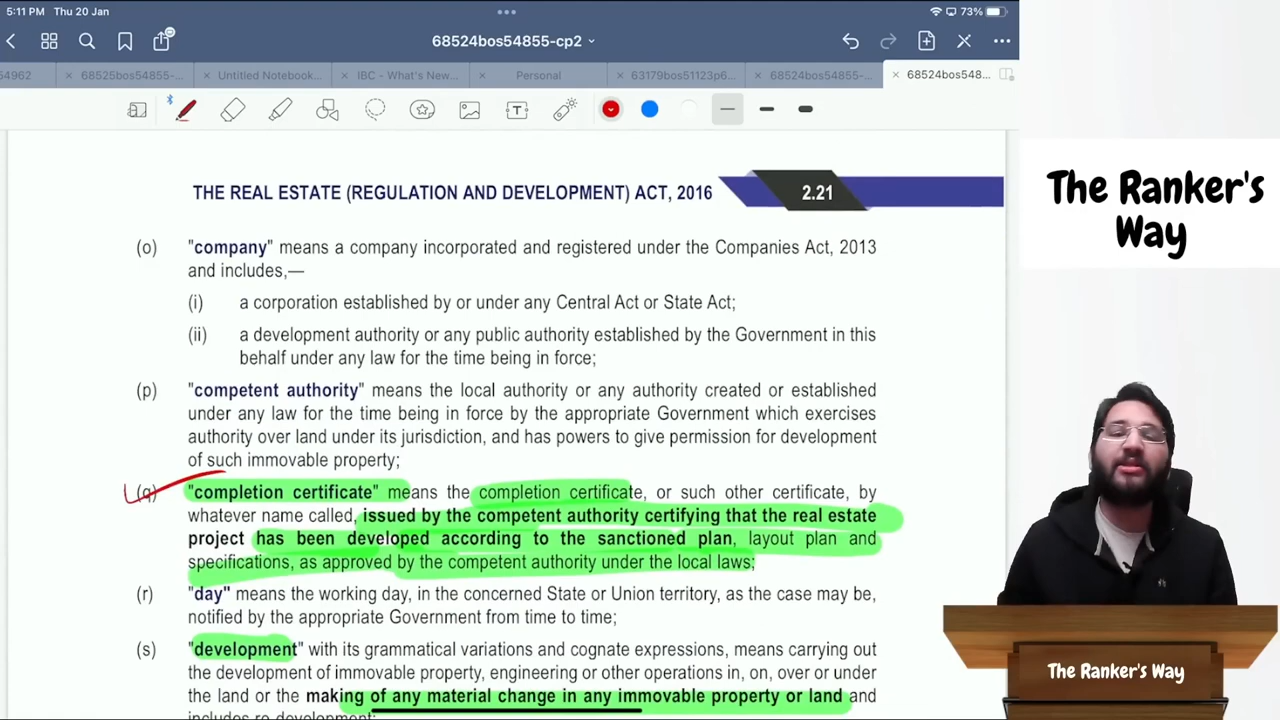 5:11 PM Thu 20 Jan
73%
68524bos54855-cp2
54962
68525bos54855-...
Untitled Notebook...
IBC - What's New...
Personal
63179bos51123p6...
68524bos54855-...
68524bos548...
THE REAL ESTATE (REGULATION AND DEVELOPMENT) ACT, 2016 2.21
The Ranker's
Way
(o) "company" means a company incorporated and registered under the Companies Act, 2013
and includes,—
(i) a corporation established by or under any Central Act or State Act;
(ii) a development authority or any public authority established by the Government in this
behalf under any law for the time being in force;
(p) "competent authority" means the local authority or any authority created or established
under any law for the time being in force by the appropriate Government which exercises
authority over land under its jurisdiction, and has powers to give permission for development
of such immovable property;
(q) "completion certificate" means the completion certificate, or such other certificate, by
whatever name called, issued by the competent authority certifying that the real estate
project has been developed according to the sanctioned plan, layout plan and
specifications, as approved by the competent authority under the local laws;
(r) "day" means the working day, in the concerned State or Union territory, as the case may be,
notified by the appropriate Government from time to time;
(s) "development" with its grammatical variations and cognate expressions, means carrying out
the development of immovable property, engineering or other operations in, on, over or under
the land or the making of any material change in any immovable property or land and
includes re-development;
The Ranker's Way